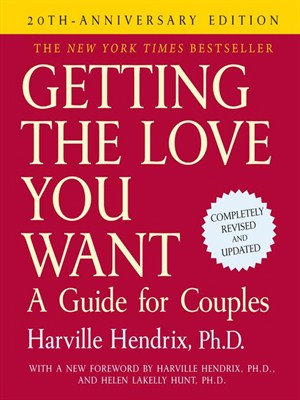 20TH-ANNIVERSARY EDITION
THE NEW YORK TIMES BESTSELLER
GETTING
THE LOVE
YOU
WANT
COMPLETELY
REVISED
AND
UPDATED
A Guide for Couples
Harville Hendrix, Ph.D.
WITH A NEW FOREWORD BY HARVILLE HENDRIX, PH.D.,
AND HELEN LAKELLY HUNT, PH.D.